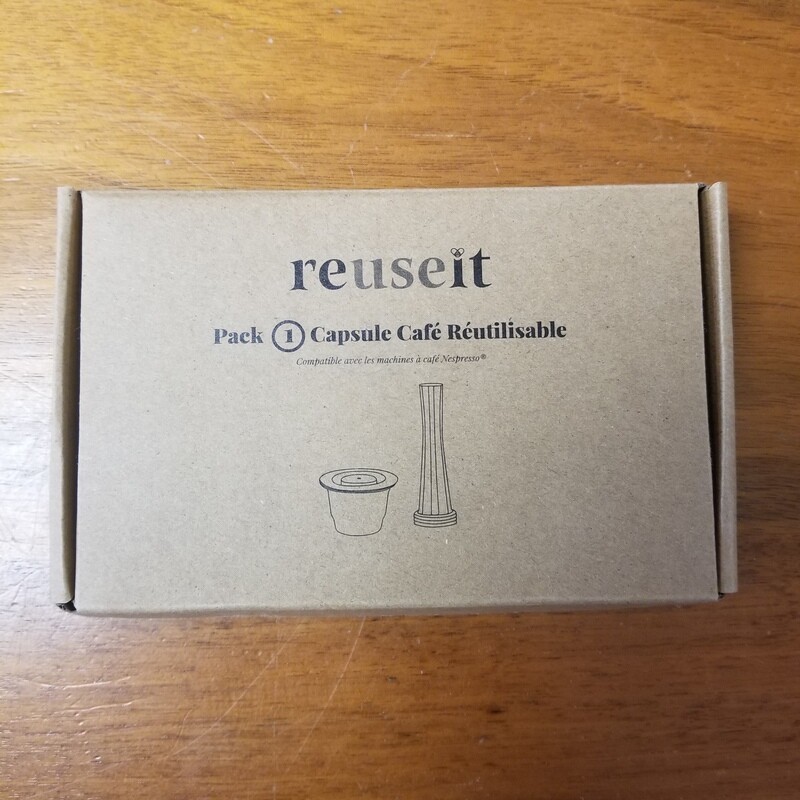 reuseit
Pack 1 Capsule Café Réutilisable
Compatible avec les machines à café Nespresso®